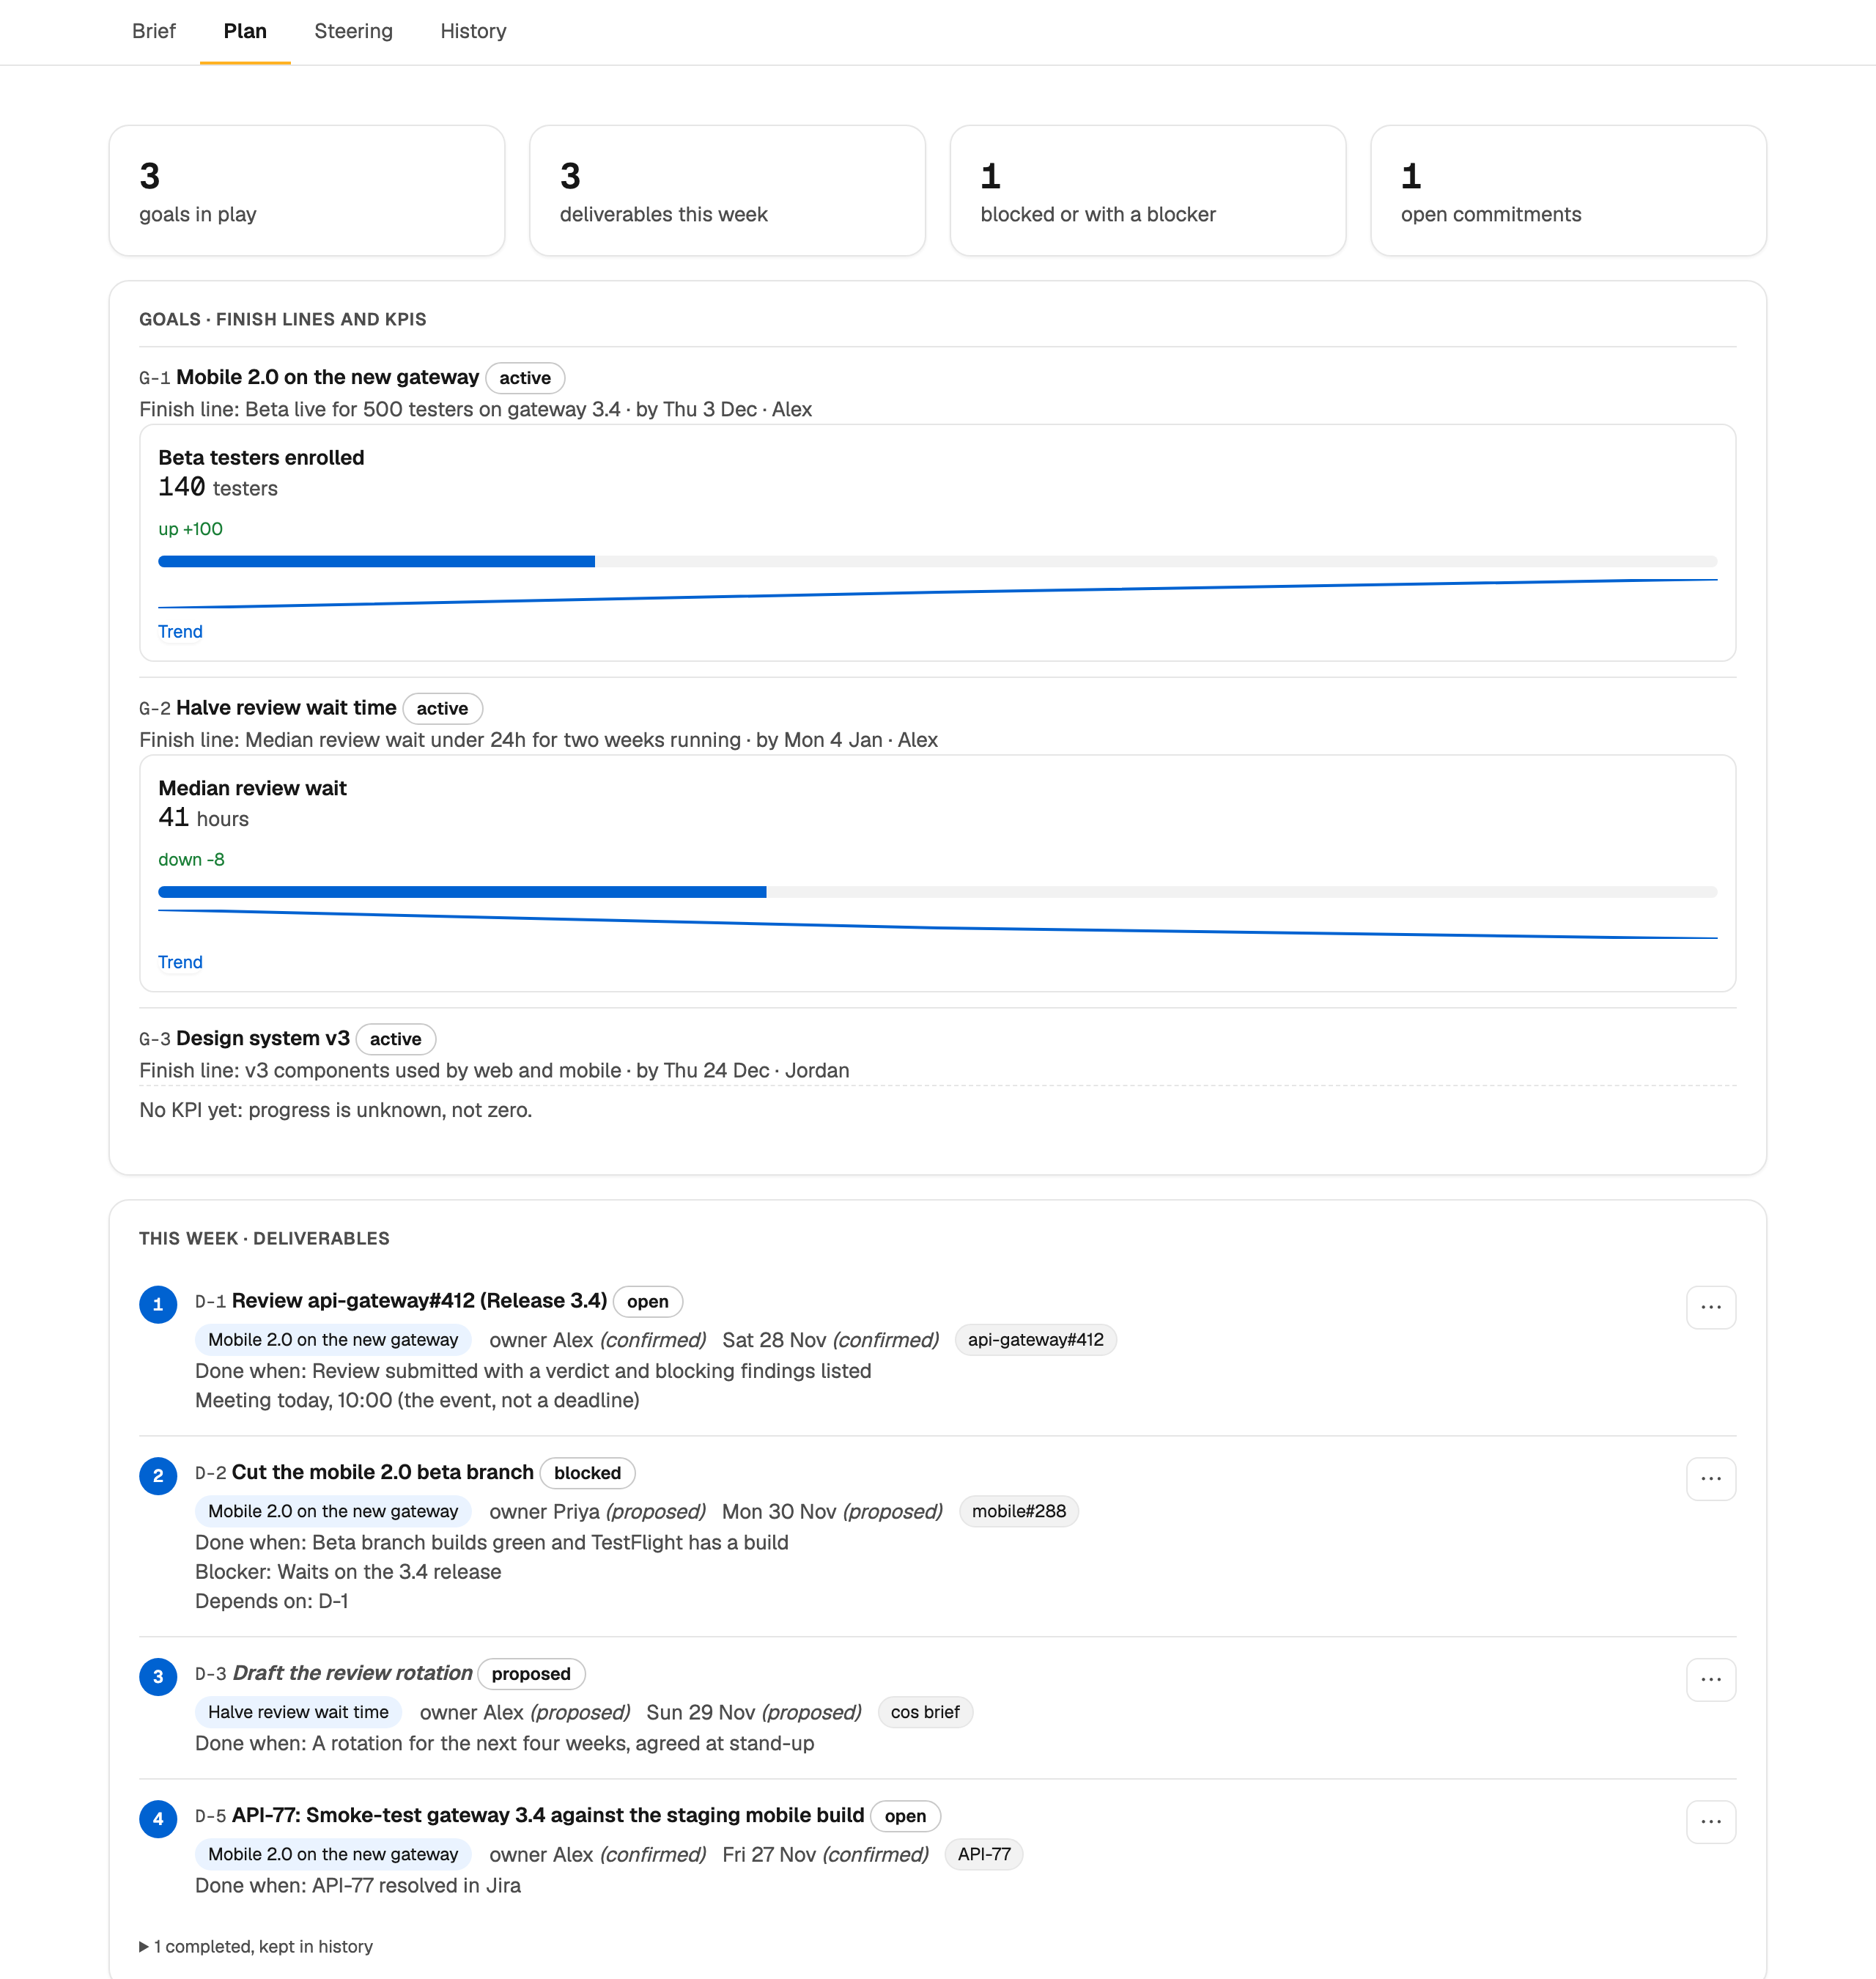 Brief Plan Steering History
3 3 1 1
goals in play deliverables this week blocked or with a blocker open commitments
GOALS · FINISH LINES AND KPIS
G-1 Mobile 2.0 on the new gateway active
Finish line: Beta live for 500 testers on gateway 3.4 · by Thu 3 Dec · Alex
Beta testers enrolled
140 testers
up +100
Trend
G-2 Halve review wait time active
Finish line: Median review wait under 24h for two weeks running · by Mon 4 Jan · Alex
Median review wait
41 hours
down -8
Trend
G-3 Design system v3 active
Finish line: v3 components used by web and mobile · by Thu 24 Dec · Jordan
No KPI yet: progress is unknown, not zero.
THIS WEEK · DELIVERABLES
1 D-1 Review api-gateway#412 (Release 3.4) open ...
Mobile 2.0 on the new gateway owner Alex (confirmed) Sat 28 Nov (confirmed) api-gateway#412
Done when: Review submitted with a verdict and blocking findings listed
Meeting today, 10:00 (the event, not a deadline)
2 D-2 Cut the mobile 2.0 beta branch blocked ...
Mobile 2.0 on the new gateway owner Priya (proposed) Mon 30 Nov (proposed) mobile#288
Done when: Beta branch builds green and TestFlight has a build
Blocker: Waits on the 3.4 release
Depends on: D-1
3 D-3 Draft the review rotation proposed ...
Halve review wait time owner Alex (proposed) Sun 29 Nov (proposed) cos brief
Done when: A rotation for the next four weeks, agreed at stand-up
4 D-5 API-77: Smoke-test gateway 3.4 against the staging mobile build open ...
Mobile 2.0 on the new gateway owner Alex (confirmed) Fri 27 Nov (confirmed) API-77
Done when: API-77 resolved in Jira
▶ 1 completed, kept in history